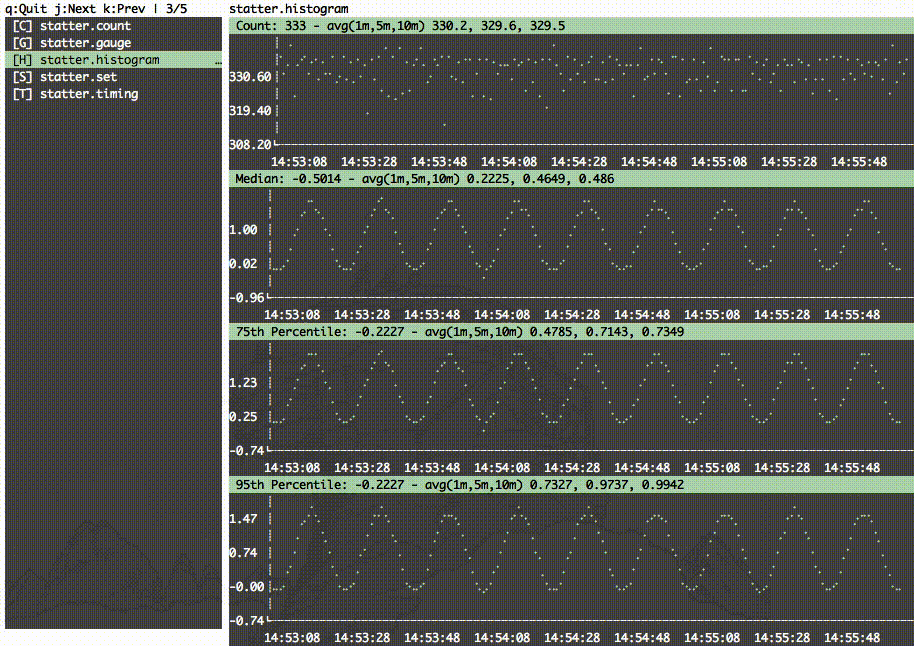 q:Quit j:Next k:Prev | 3/5
[C] statter.count
[G] statter.gauge
[H] statter.histogram …
[S] statter.set
[T] statter.timing
statter.histogram
Count: 333 - avg(1m,5m,10m) 330.2, 329.6, 329.5
330.60
319.40
308.20
14:53:08 14:53:28 14:53:48 14:54:08 14:54:28 14:54:48 14:55:08 14:55:28 14:55:48
Median: -0.5014 - avg(1m,5m,10m) 0.2225, 0.4649, 0.486
1.00
0.02
-0.96
14:53:08 14:53:28 14:53:48 14:54:08 14:54:28 14:54:48 14:55:08 14:55:28 14:55:48
75th Percentile: -0.2227 - avg(1m,5m,10m) 0.4785, 0.7143, 0.7349
1.23
0.25
-0.74
14:53:08 14:53:28 14:53:48 14:54:08 14:54:28 14:54:48 14:55:08 14:55:28 14:55:48
95th Percentile: -0.2227 - avg(1m,5m,10m) 0.7327, 0.9737, 0.9942
1.47
0.74
-0.00
-0.74
14:53:08 14:53:28 14:53:48 14:54:08 14:54:28 14:54:48 14:55:08 14:55:28 14:55:48